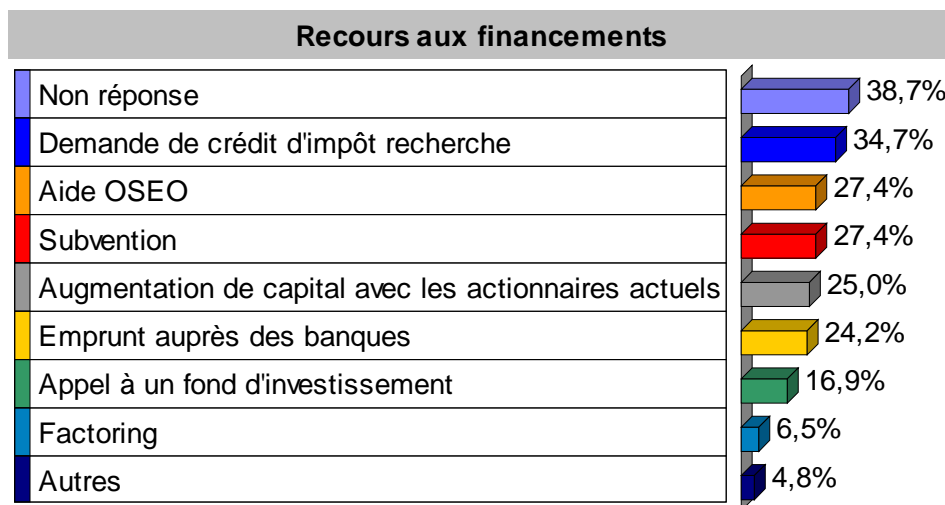 Recours aux financements
Non réponse 38,7%
Demande de crédit d'impôt recherche 34,7%
Aide OSEO 27,4%
Subvention 27,4%
Augmentation de capital avec les actionnaires actuels 25,0%
Emprunt auprès des banques 24,2%
Appel à un fond d'investissement 16,9%
Factoring 6,5%
Autres 4,8%